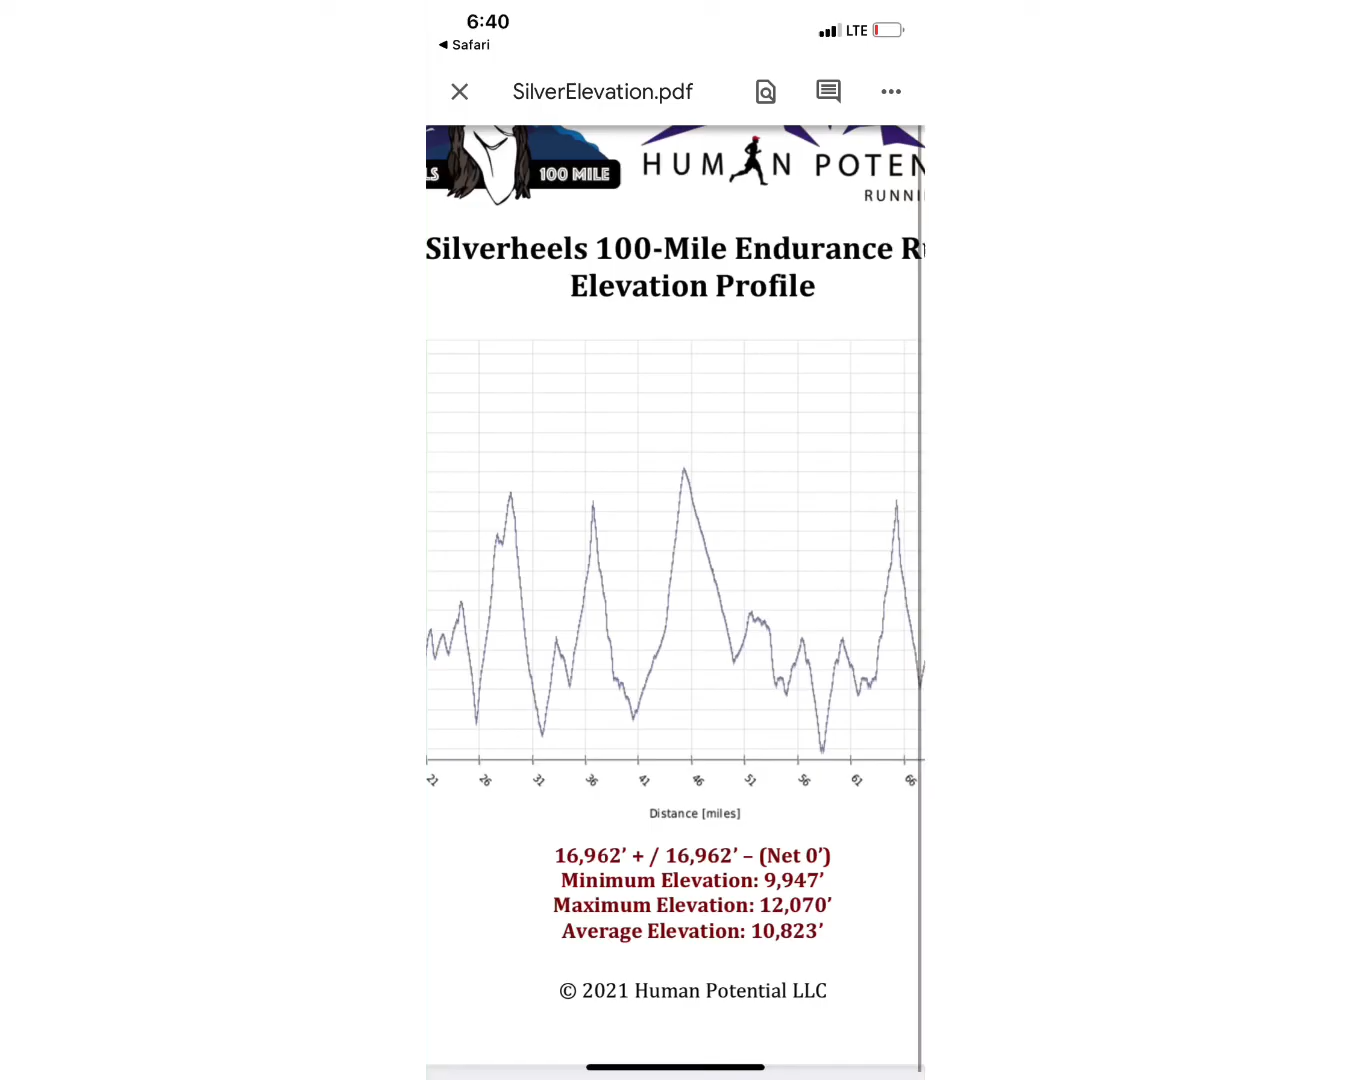 6:40
LTE
◄ Safari
SilverElevation.pdf
LS
100 MILE
HUMAN POTEN
RUNNI
Silverheels 100-Mile Endurance R
Elevation Profile
21 26 31 36 41 46 51 56 61 66
Distance [miles]
16,962’ + / 16,962’ – (Net 0’)
Minimum Elevation: 9,947’
Maximum Elevation: 12,070’
Average Elevation: 10,823’
© 2021 Human Potential LLC